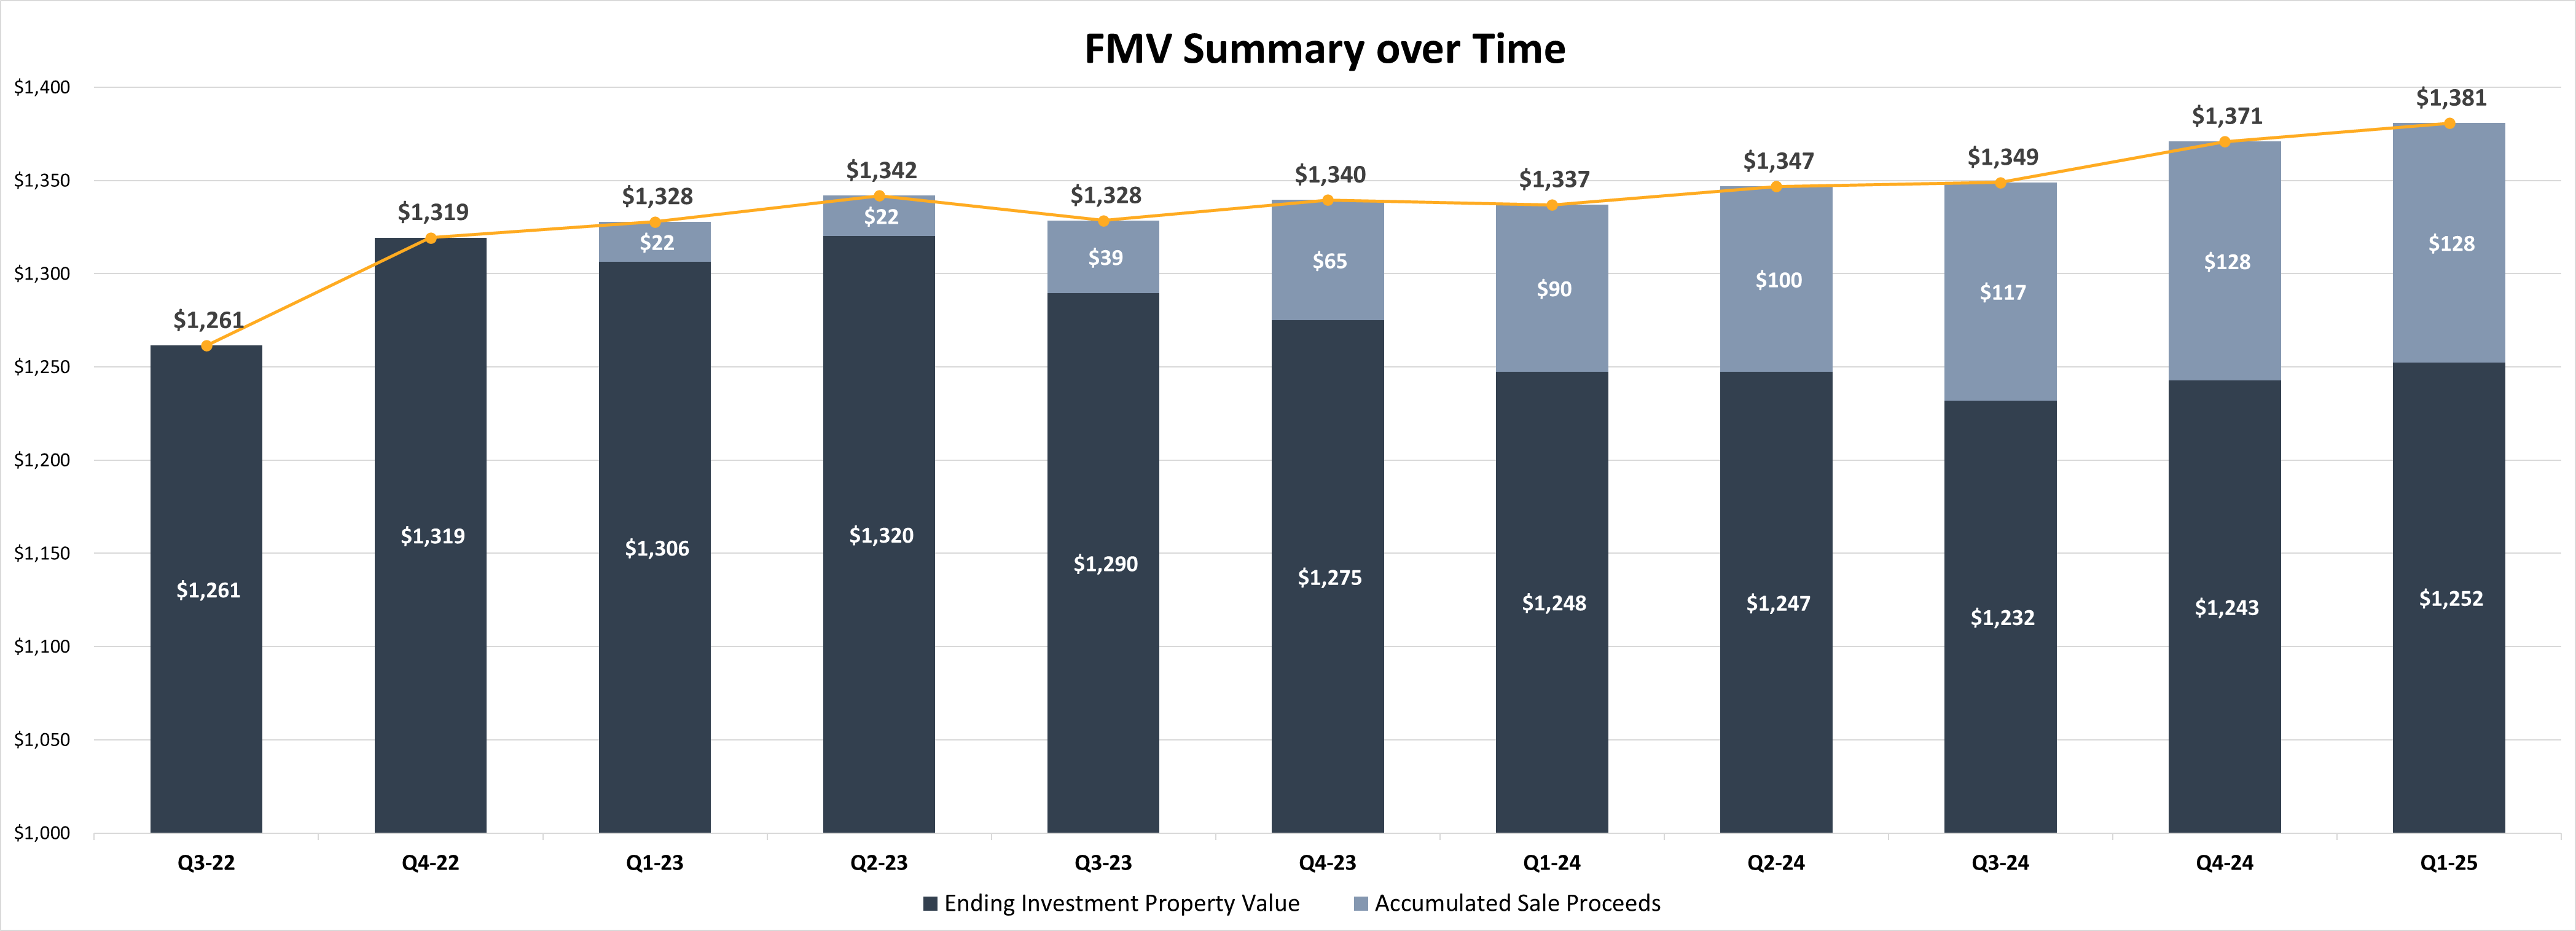 FMV Summary over Time
$1,400
$1,350
$1,300
$1,250
$1,200
$1,150
$1,100
$1,050
$1,000
$1,261 $1,319 $1,328 $1,342 $1,328 $1,340 $1,337 $1,347 $1,349 $1,371 $1,381
$22 $22 $39 $65 $90 $100 $117 $128 $128
$1,261 $1,319 $1,306 $1,320 $1,290 $1,275 $1,248 $1,247 $1,232 $1,243 $1,252
Q3-22 Q4-22 Q1-23 Q2-23 Q3-23 Q4-23 Q1-24 Q2-24 Q3-24 Q4-24 Q1-25
Ending Investment Property Value Accumulated Sale Proceeds